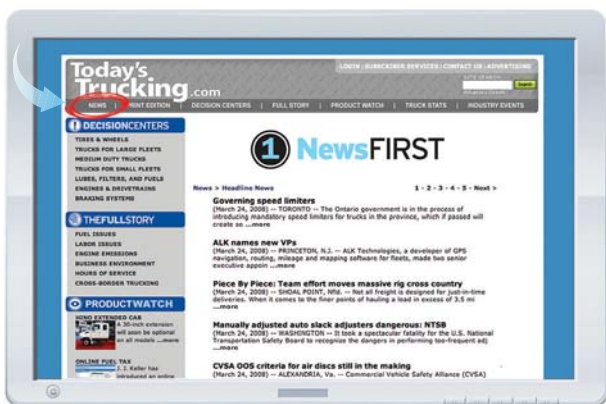 Today's
Trucking.com
LOGIN | SUBSCRIBER SERVICES | CONTACT US | ADVERTISING
SITE SEARCH
NEWS | PRINT EDITION | DECISION CENTERS | FULL STORY | PRODUCT WATCH | TRUCK STATS | INDUSTRY EVENTS
DECISIONCENTERS
TIRES & WHEELS
TRUCKS FOR LARGE FLEETS
MEDIUM DUTY TRUCKS
TRUCKS FOR SMALL FLEETS
LUBES, FILTERS, AND FUELS
ENGINES & DRIVETRAINS
BRAKING SYSTEMS
THEFULLSTORY
FUEL ISSUES
LABOR ISSUES
ENGINE EMISSIONS
BUSINESS ENVIRONMENT
HOURS OF SERVICE
CROSS-BORDER TRUCKING
PRODUCTWATCH
HINO EXTENDED CAB
A 30-inch extension
will soon be optional
on all models ...more
ONLINE FUEL TAX
J. J. Keller has
introduced an online
1 NewsFIRST
News > Headline News
1 - 2 - 3 - 4 - 5 - Next >
Governing speed limiters
(March 24, 2008) -- TORONTO -- The Ontario government is in the process of
introducing mandatory speed limiters for trucks in the province, which if passed will
create so ...more
ALK names new VPs
(March 24, 2008) -- PRINCETON, N.J. -- ALK Technologies, a developer of GPS
navigation, routing, mileage and mapping software for fleets, made two senior
executive appoin ...more
Piece By Piece: Team effort moves massive rig cross country
(March 24, 2008) -- SHOAL POINT, Nfld. -- Not all freight is designed for just-in-time
deliveries. When it comes to the finer points of hauling a load in excess of 3.5 mi
...more
Manually adjusted auto slack adjusters dangerous: NTSB
(March 24, 2008) -- WASHINGTON -- It took a spectacular fatality for the U.S. National
Transportation Safety Board to recognize the dangers in performing too-frequent adj
...more
CVSA OOS criteria for air discs still in the making
(March 24, 2008) -- ALEXANDRIA, Va. -- Commercial Vehicle Safety Alliance (CVSA)